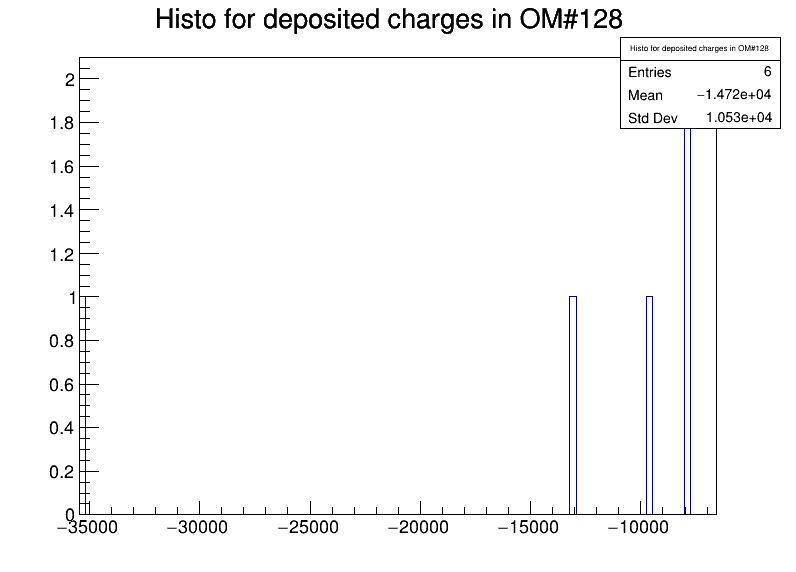 Histo for deposited charges in OM#128
Histo for deposited charges in OM#128
Entries 6
Mean −1.472e+04
Std Dev 1.053e+04
2
1.8
1.6
1.4
1.2
1
0.8
0.6
0.4
0.2
0
−35000 −30000 −25000 −20000 −15000 −10000